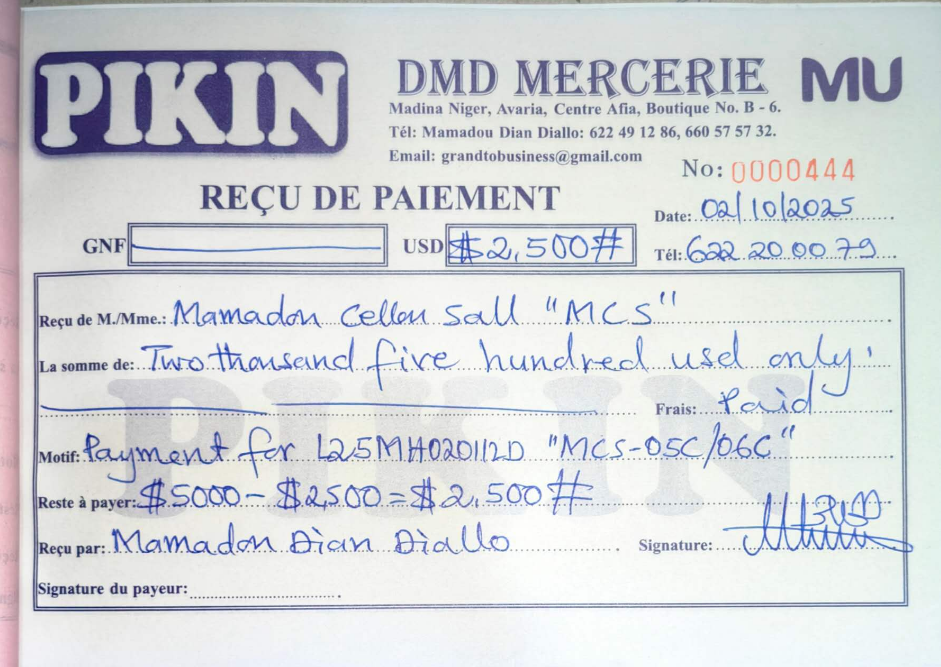 PIKIN
DMD MERCERIE
MU
Madina Niger, Avaria, Centre Afia, Boutique No. B - 6.
Tél: Mamadou Dian Diallo: 622 49 12 86, 660 57 57 32.
Email: grandtobusiness@gmail.com
No: 0000444
REÇU DE PAIEMENT
Date: 02/10/2025
GNF USD $2,500#
Tél: 622 20 00 79
Reçu de M./Mme.: Mamadou Cellou Sall "MCS"
La somme de: Two thousand five hundred usd only.
Frais: Paid
Motif: Payment for L25MH020112D "MCS-05C/06C"
Reste à payer: $5000 - $2,500 = $2,500#
Reçu par: Mamadou Dian Diallo Signature:
Signature du payeur:
PIKIN